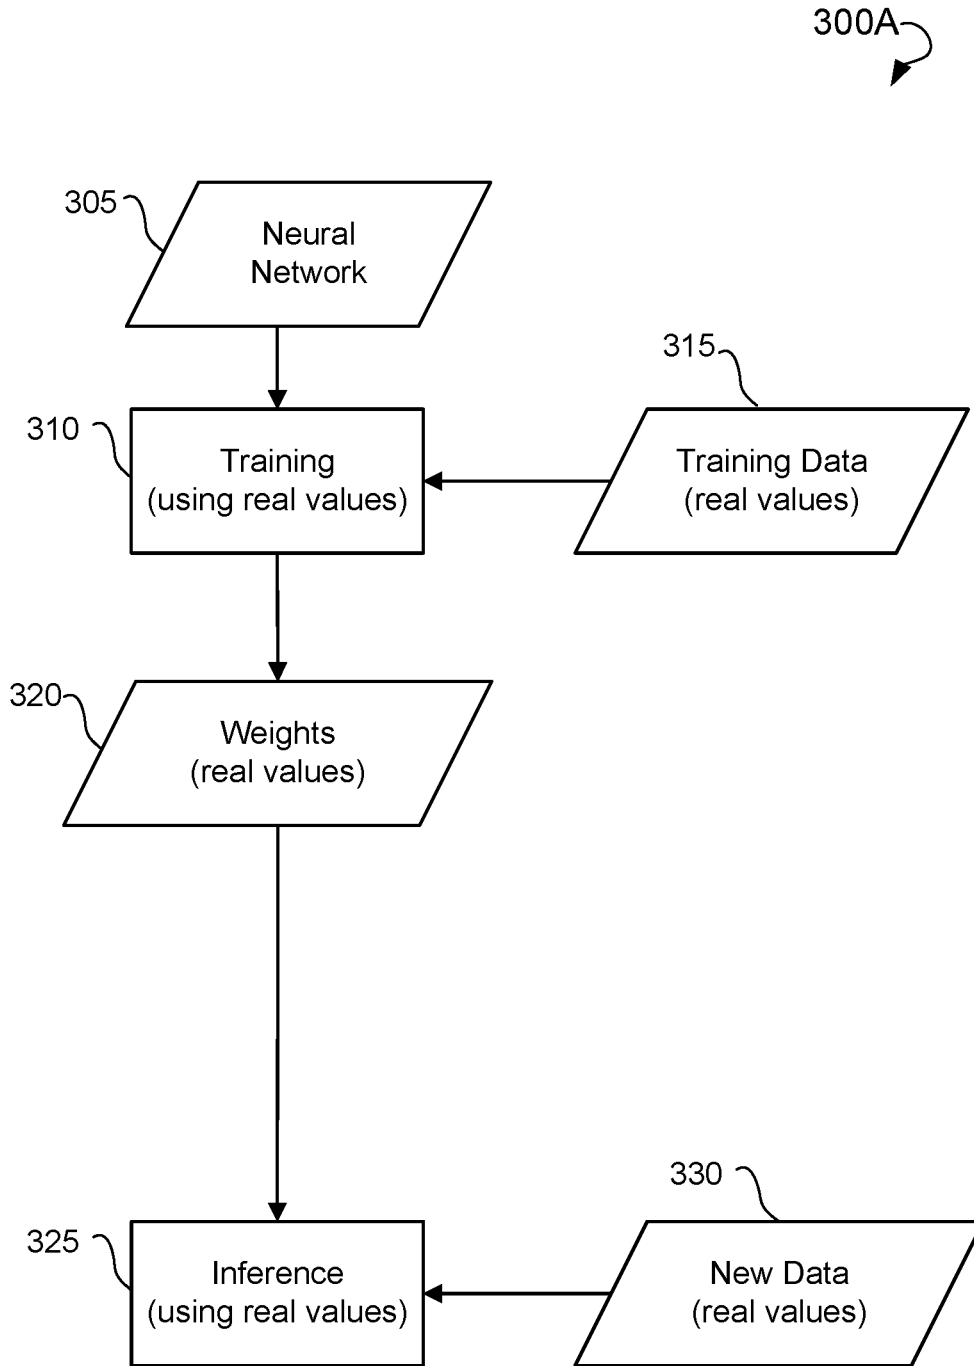 300A
305
Neural
Network
315
310
Training
(using real values)
Training Data
(real values)
320
Weights
(real values)
330
325
Inference
(using real values)
New Data
(real values)